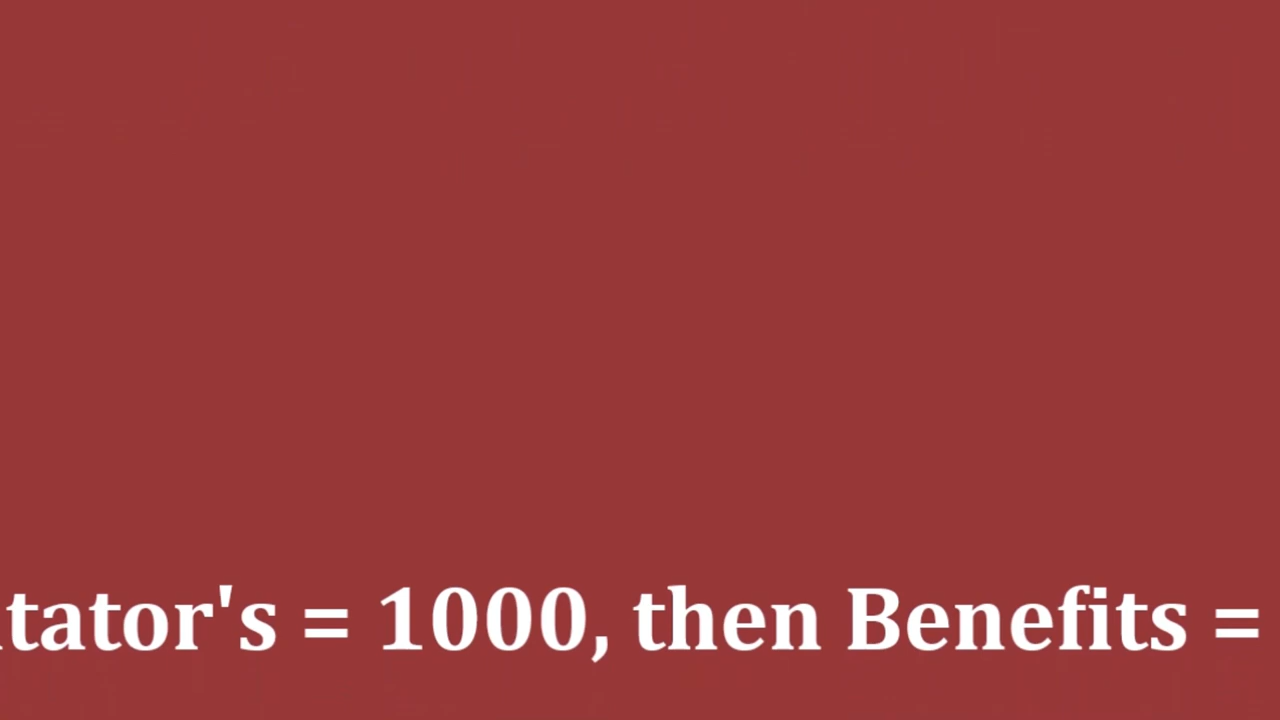 tator's = 1000, then Benefits =